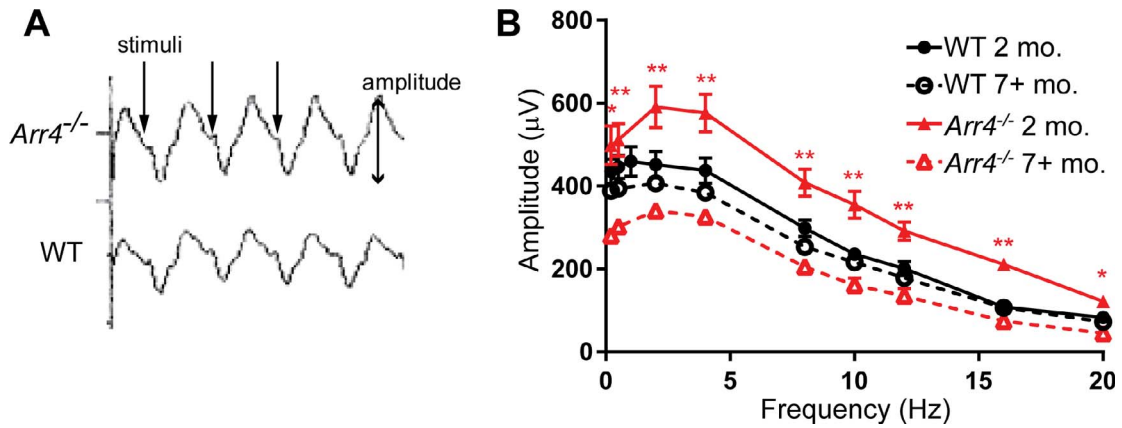 A
stimuli
amplitude
Arr4-/-
WT
B
800
600
400
200
0
Amplitude (µV)
0 5 10 15 20
Frequency (Hz)
WT 2 mo.
WT 7+ mo.
Arr4-/- 2 mo.
Arr4-/- 7+ mo.
*
**
**
**
**
**
**
**
*